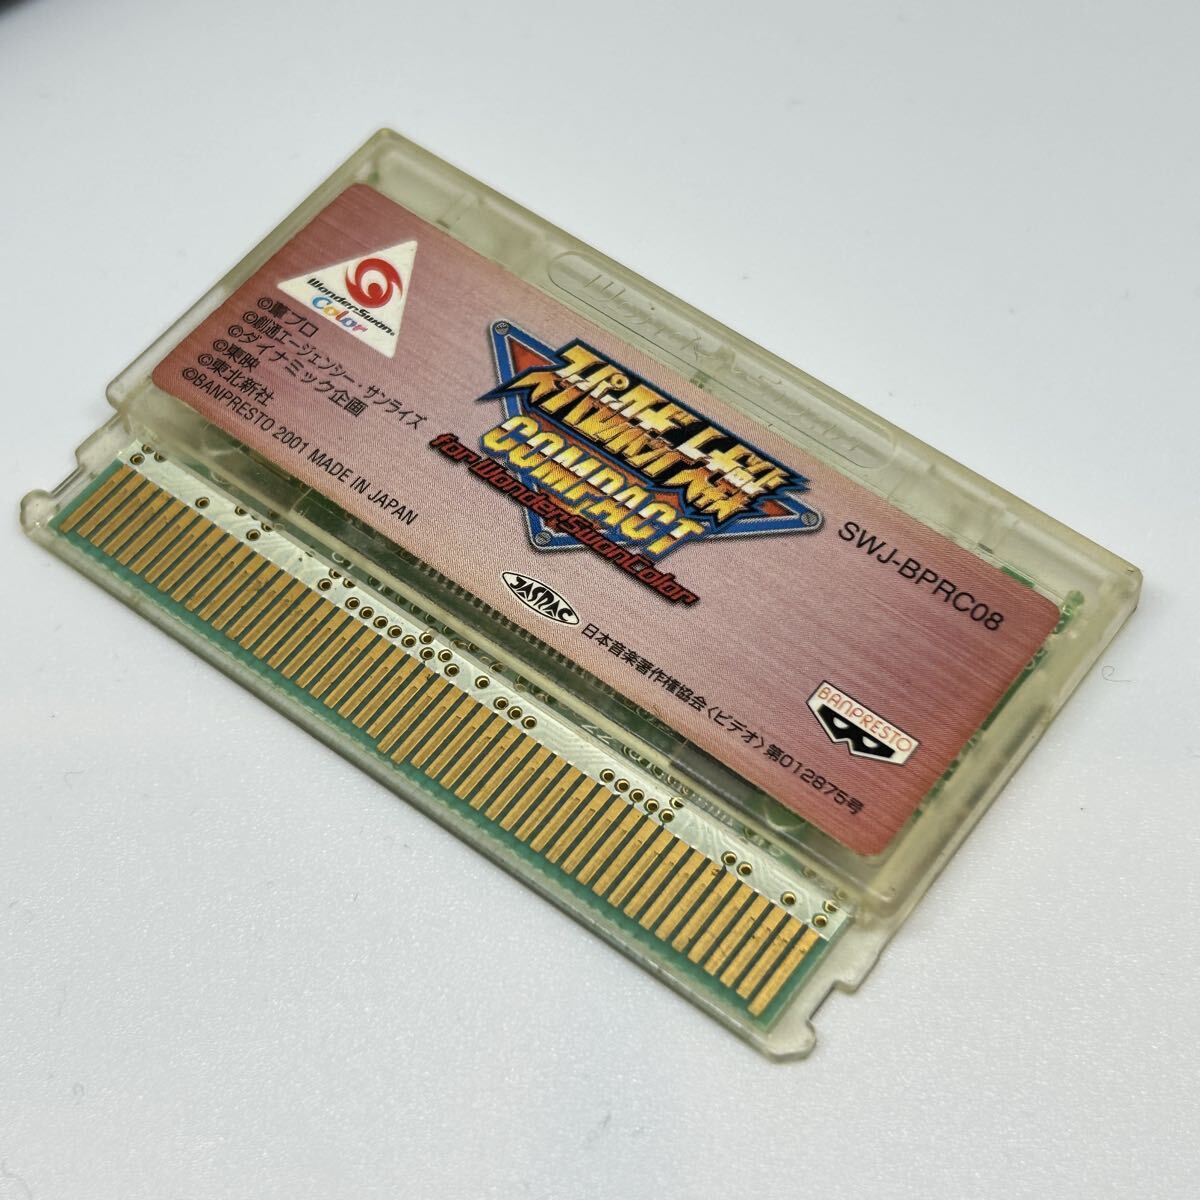 WonderSwan
Color
©葦プロ
©創通エージェンシー・サンライズ
©ダイナミック企画
©東映
©東北新社
©BANPRESTO 2001 MADE IN JAPAN
WonderSwan
スーパーロボット大戦
COMPACT
for WonderSwanColor
SWJ-BPRC08
JASRAC
日本音楽著作権協会〈ビデオ〉第012875号
BANPRESTO